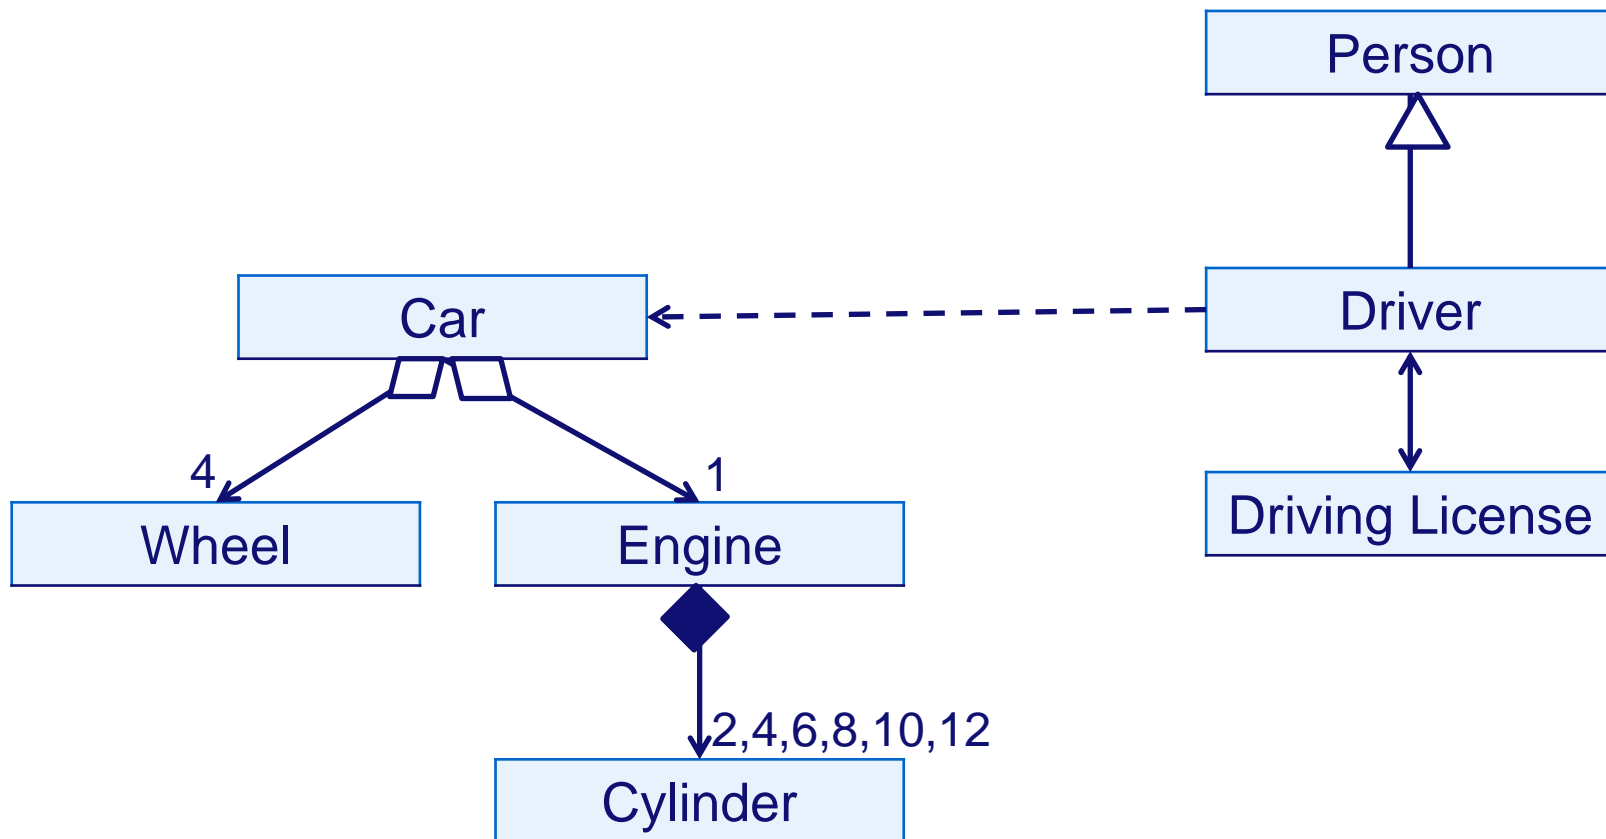 Person
Car
Driver
4
1
Wheel
Engine
Driving License
2,4,6,8,10,12
Cylinder